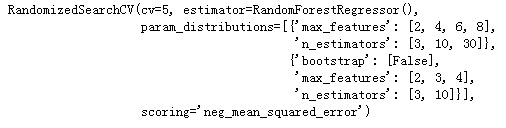 RandomizedSearchCV(cv=5, estimator=RandomForestRegressor(),
                   param_distributions=[{'max_features': [2, 4, 6, 8],
                                         'n_estimators': [3, 10, 30]},
                                        {'bootstrap': [False],
                                         'max_features': [2, 3, 4],
                                         'n_estimators': [3, 10]}],
                   scoring='neg_mean_squared_error')